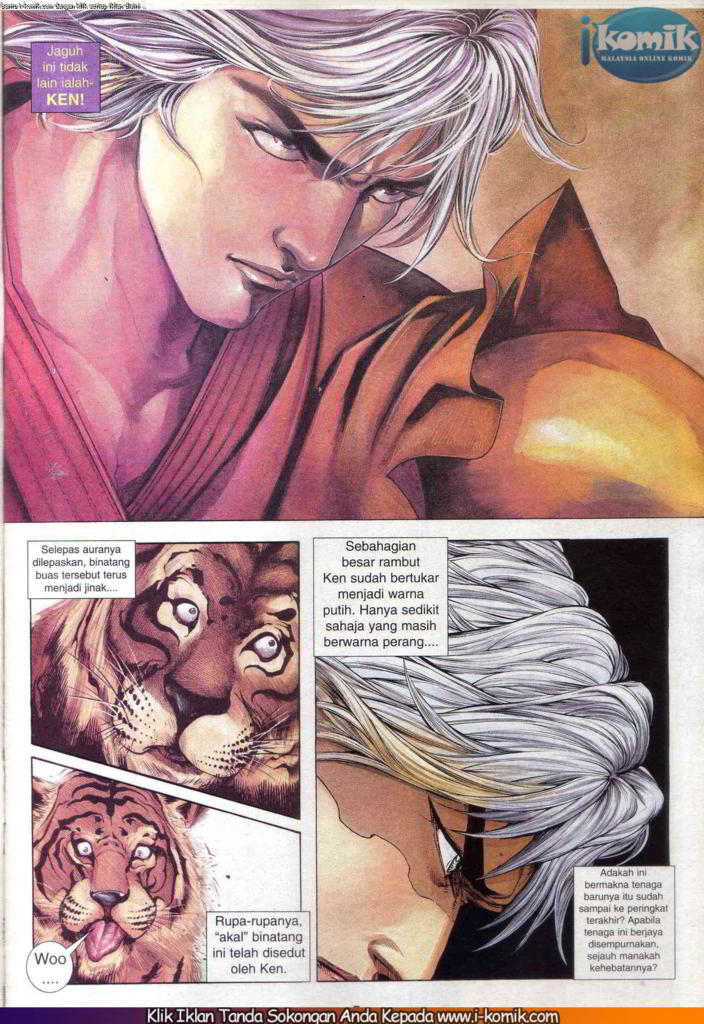 iKomik
MALAYSIA ONLINE KOMIK
Jaguh
ini tidak
lain ialah-
KEN!
Selepas auranya
dilepaskan, binatang
buas tersebut terus
menjadi jinak....
Sebahagian
besar rambut
Ken sudah bertukar
menjadi warna
putih. Hanya sedikit
sahaja yang masih
berwarna perang....
Woo
....
Rupa-rupanya,
“akal” binatang
ini telah disedut
oleh Ken.
Adakah ini
bermakna tenaga
barunya itu sudah
sampai ke peringkat
terakhir? Apabila
tenaga ini berjaya
disempurnakan,
sejauh manakah
kehebatannya?
Klik Iklan Tanda Sokongan Anda Kepada www.i-komik.com